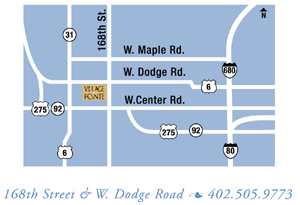 N
31
168th St.
W. Maple Rd.
W. Dodge Rd.
680
6
VILLAGE
POINTE
W.Center Rd.
275
92
275
92
6
80
168th Street & W. Dodge Road 402.505.9773